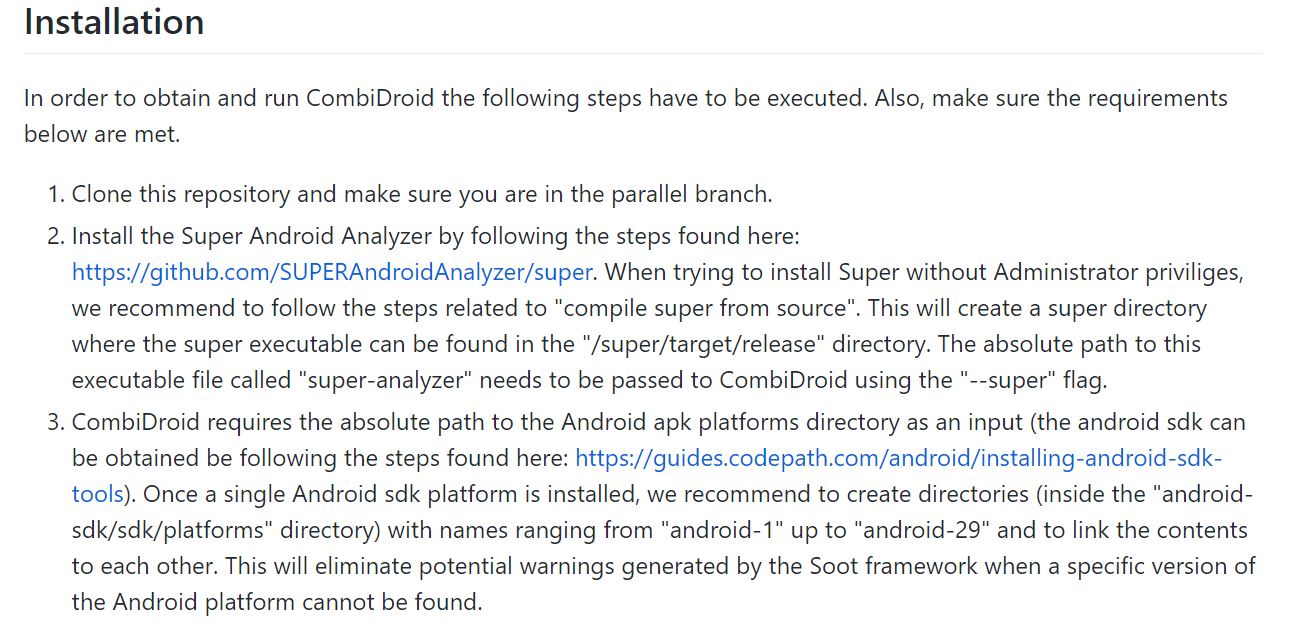 Installation
In order to obtain and run CombiDroid the following steps have to be executed. Also, make sure the requirements
below are met.
1. Clone this repository and make sure you are in the parallel branch.
2. Install the Super Android Analyzer by following the steps found here:
https://github.com/SUPERAndroidAnalyzer/super. When trying to install Super without Administrator priviliges,
we recommend to follow the steps related to "compile super from source". This will create a super directory
where the super executable can be found in the "/super/target/release" directory. The absolute path to this
executable file called "super-analyzer" needs to be passed to CombiDroid using the "--super" flag.
3. CombiDroid requires the absolute path to the Android apk platforms directory as an input (the android sdk can
be obtained be following the steps found here: https://guides.codepath.com/android/installing-android-sdk-
tools). Once a single Android sdk platform is installed, we recommend to create directories (inside the "android-
sdk/sdk/platforms" directory) with names ranging from "android-1" up to "android-29" and to link the contents
to each other. This will eliminate potential warnings generated by the Soot framework when a specific version of
the Android platform cannot be found.